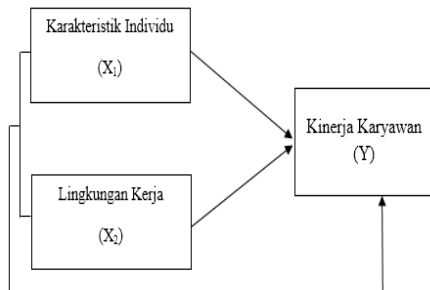 Karakteristik Individu
(X₁)
Lingkungan Kerja
(X₂)
Kinerja Karyawan
(Y)